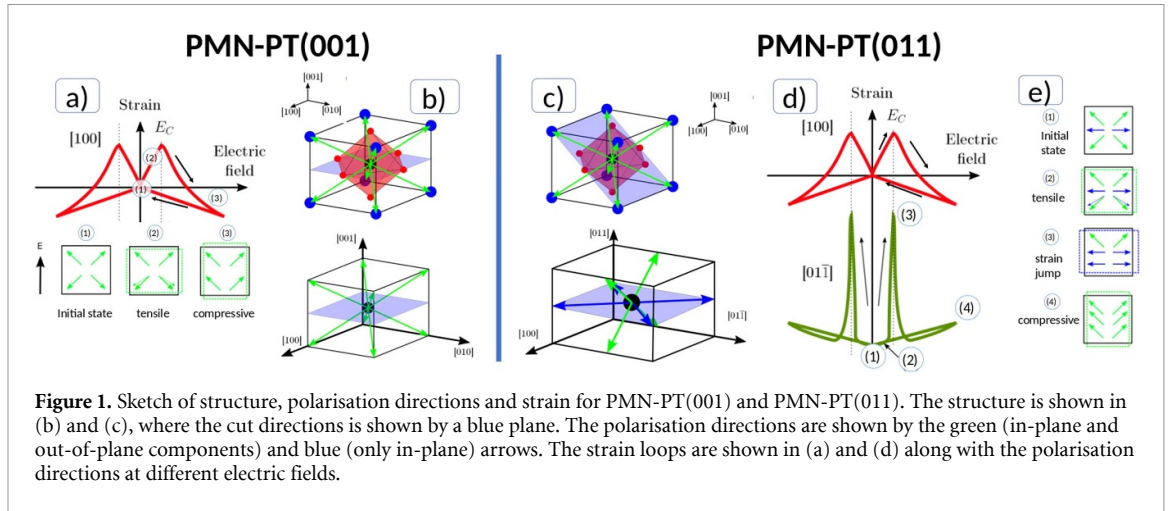 PMN-PT(001)
PMN-PT(011)
a)
Strain
[100]
E_C
(2)
Electric
field
(1)
(3)
E
(1)
(2)
(3)
Initial state
tensile
compressive
b)
[001]
[100]
[010]
[001]
[100]
[010]
c)
[001]
[100]
[010]
[011]
[100]
[011̅]
d)
Strain
[100]
E_C
Electric
field
(3)
[011̅]
(4)
(1)
(2)
e)
(1)
Initial
state
(2)
tensile
(3)
strain
jump
(4)
compressive
Figure 1. Sketch of structure, polarisation directions and strain for PMN-PT(001) and PMN-PT(011). The structure is shown in
(b) and (c), where the cut directions is shown by a blue plane. The polarisation directions are shown by the green (in-plane and
out-of-plane components) and blue (only in-plane) arrows. The strain loops are shown in (a) and (d) along with the polarisation
directions at different electric fields.